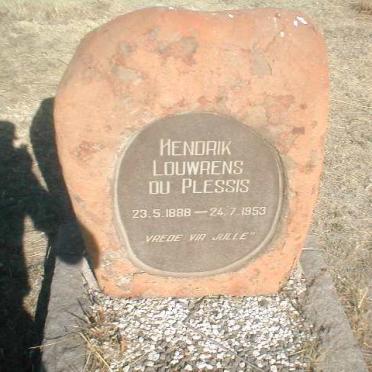 HENDRIK
LOUWRENS
DU PLESSIS
23.5.1888 — 24.7.1953
VREDE VIR JULLE"